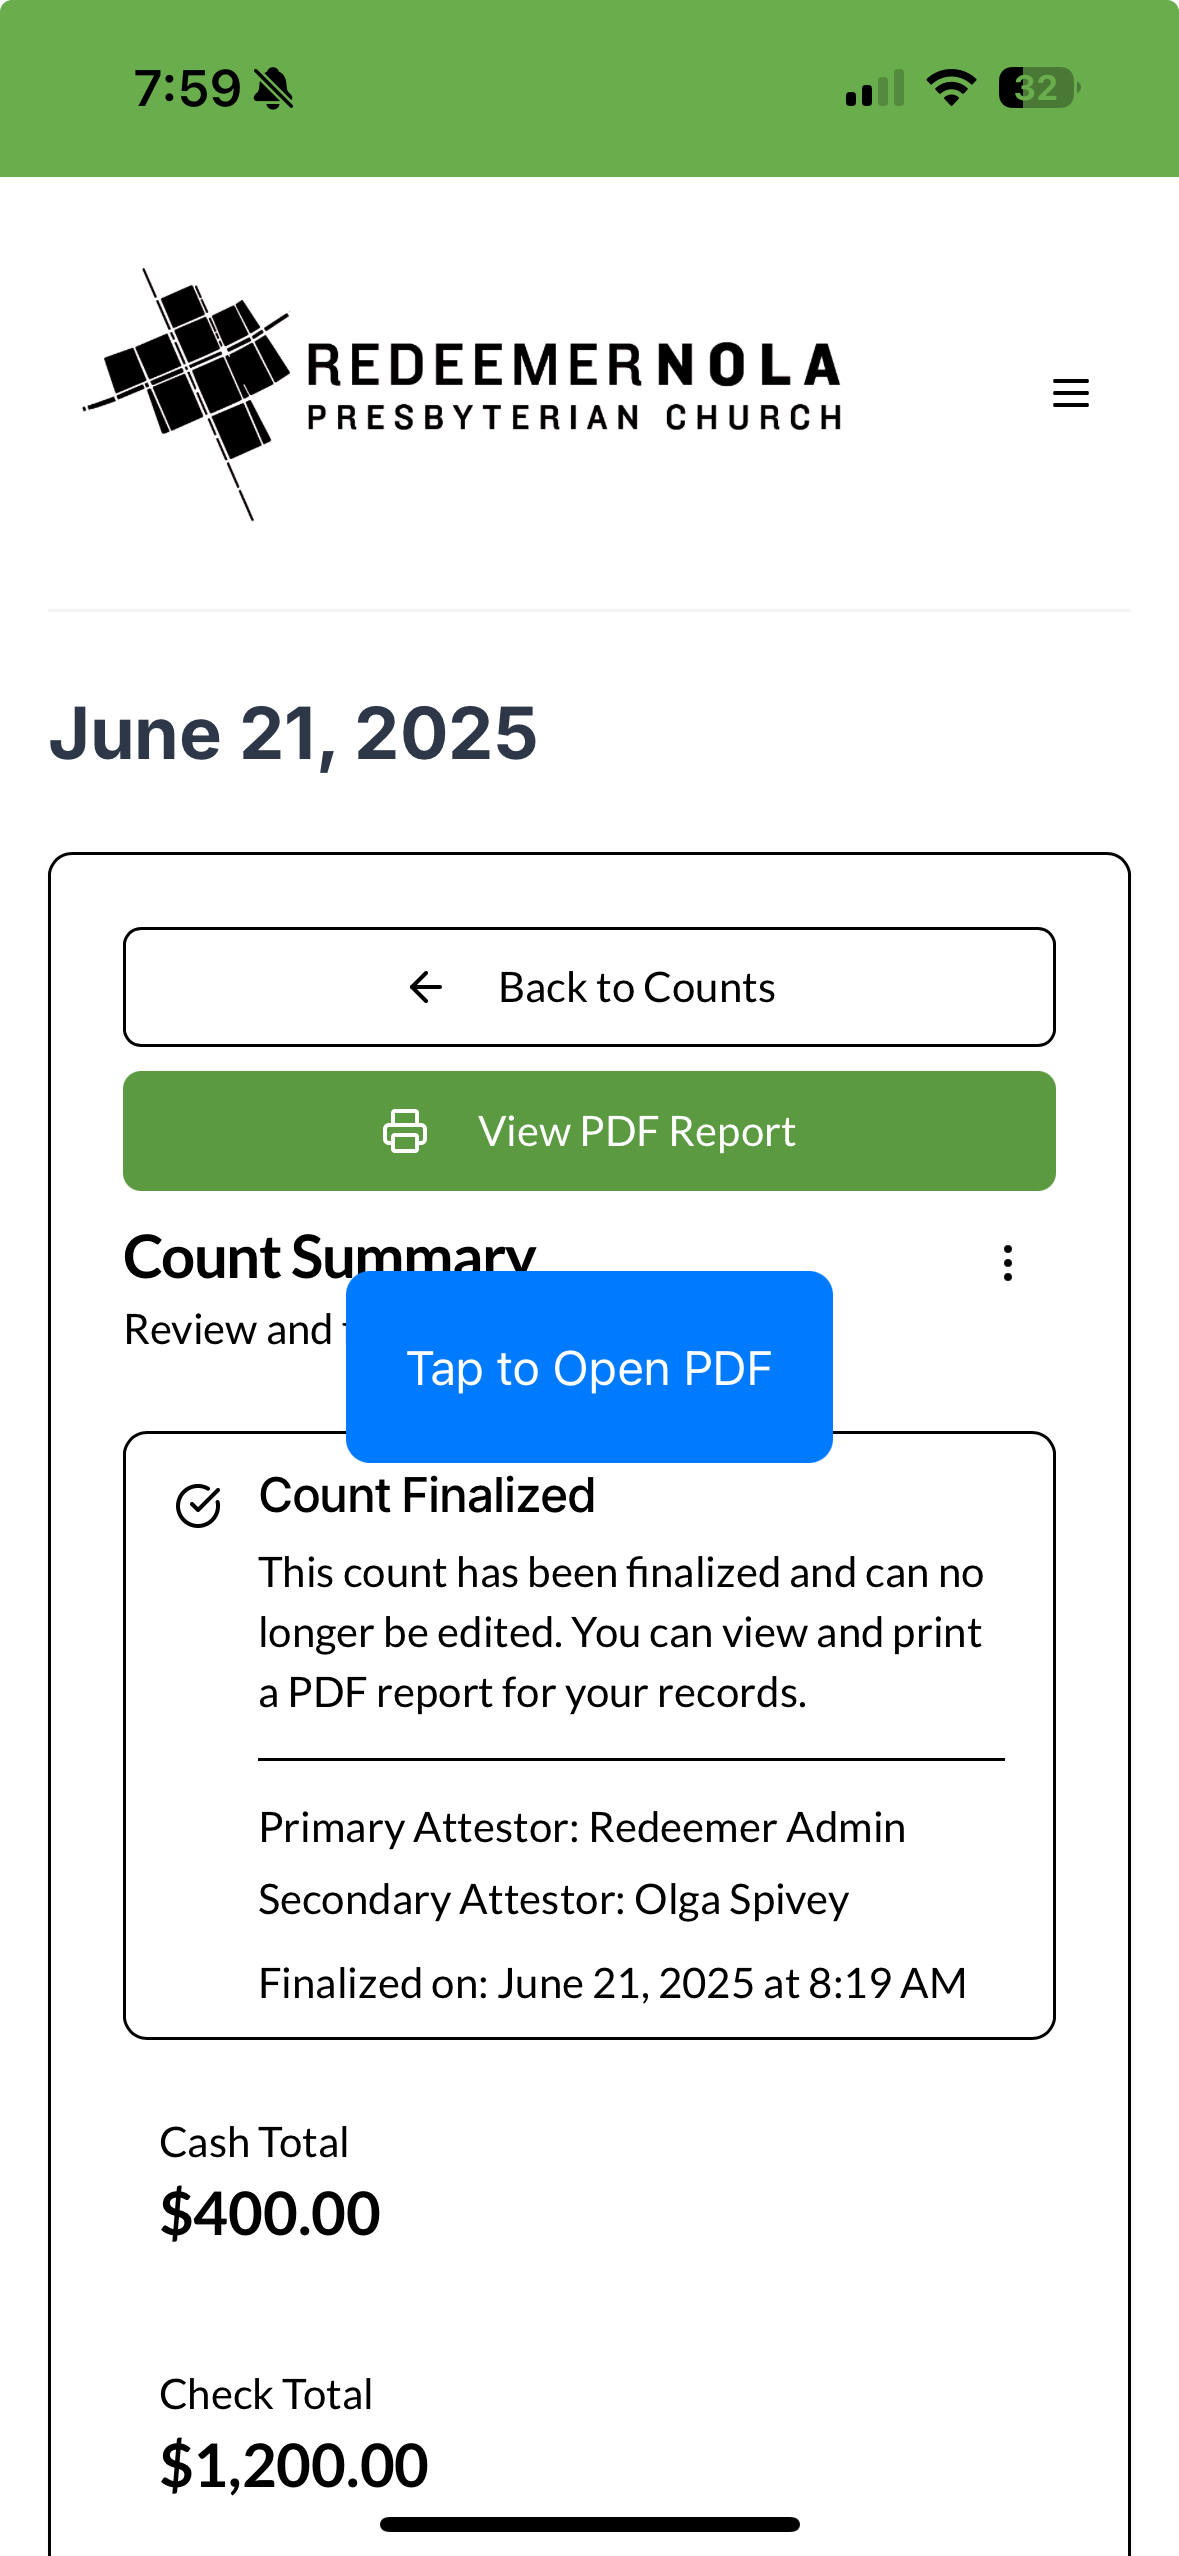 7:59
32
REDEEMERNOLA
PRESBYTERIAN CHURCH
June 21, 2025
Back to Counts
View PDF Report
Count Summary
Review and
Tap to Open PDF
Count Finalized
This count has been finalized and can no
longer be edited. You can view and print
a PDF report for your records.
Primary Attestor: Redeemer Admin
Secondary Attestor: Olga Spivey
Finalized on: June 21, 2025 at 8:19 AM
Cash Total
$400.00
Check Total
$1,200.00